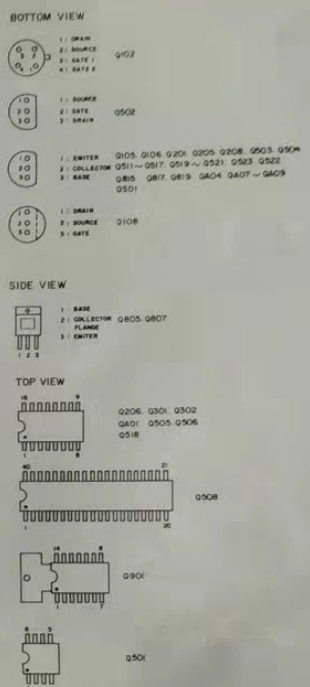 BOTTOM VIEW
1 : DRAIN
2 : SOURCE
3 : GATE 1
4 : GATE 2
Q102
1 : SOURCE
2 : GATE
3 : DRAIN
Q502
1 : EMITER
2 : COLLECTOR
3 : BASE
Q105. Q106. Q201. Q205. Q208. Q503. Q504
Q511~Q517. Q519~Q521. Q523. Q522
Q815 Q817. Q819. QA04. QA07~QA09
Q501
1 : DRAIN
2 : SOURCE
3 : GATE
Q108
SIDE VIEW
1 : BASE
2 : COLLECTOR
FLANGE
3 : EMITER
Q805. Q807
1 2 3
TOP VIEW
16 9
1 8
Q206. Q301. Q302
QA01. Q505. Q506
Q518
40 21
1 20
Q508
14 8
1 7
Q901
8 5
Q501